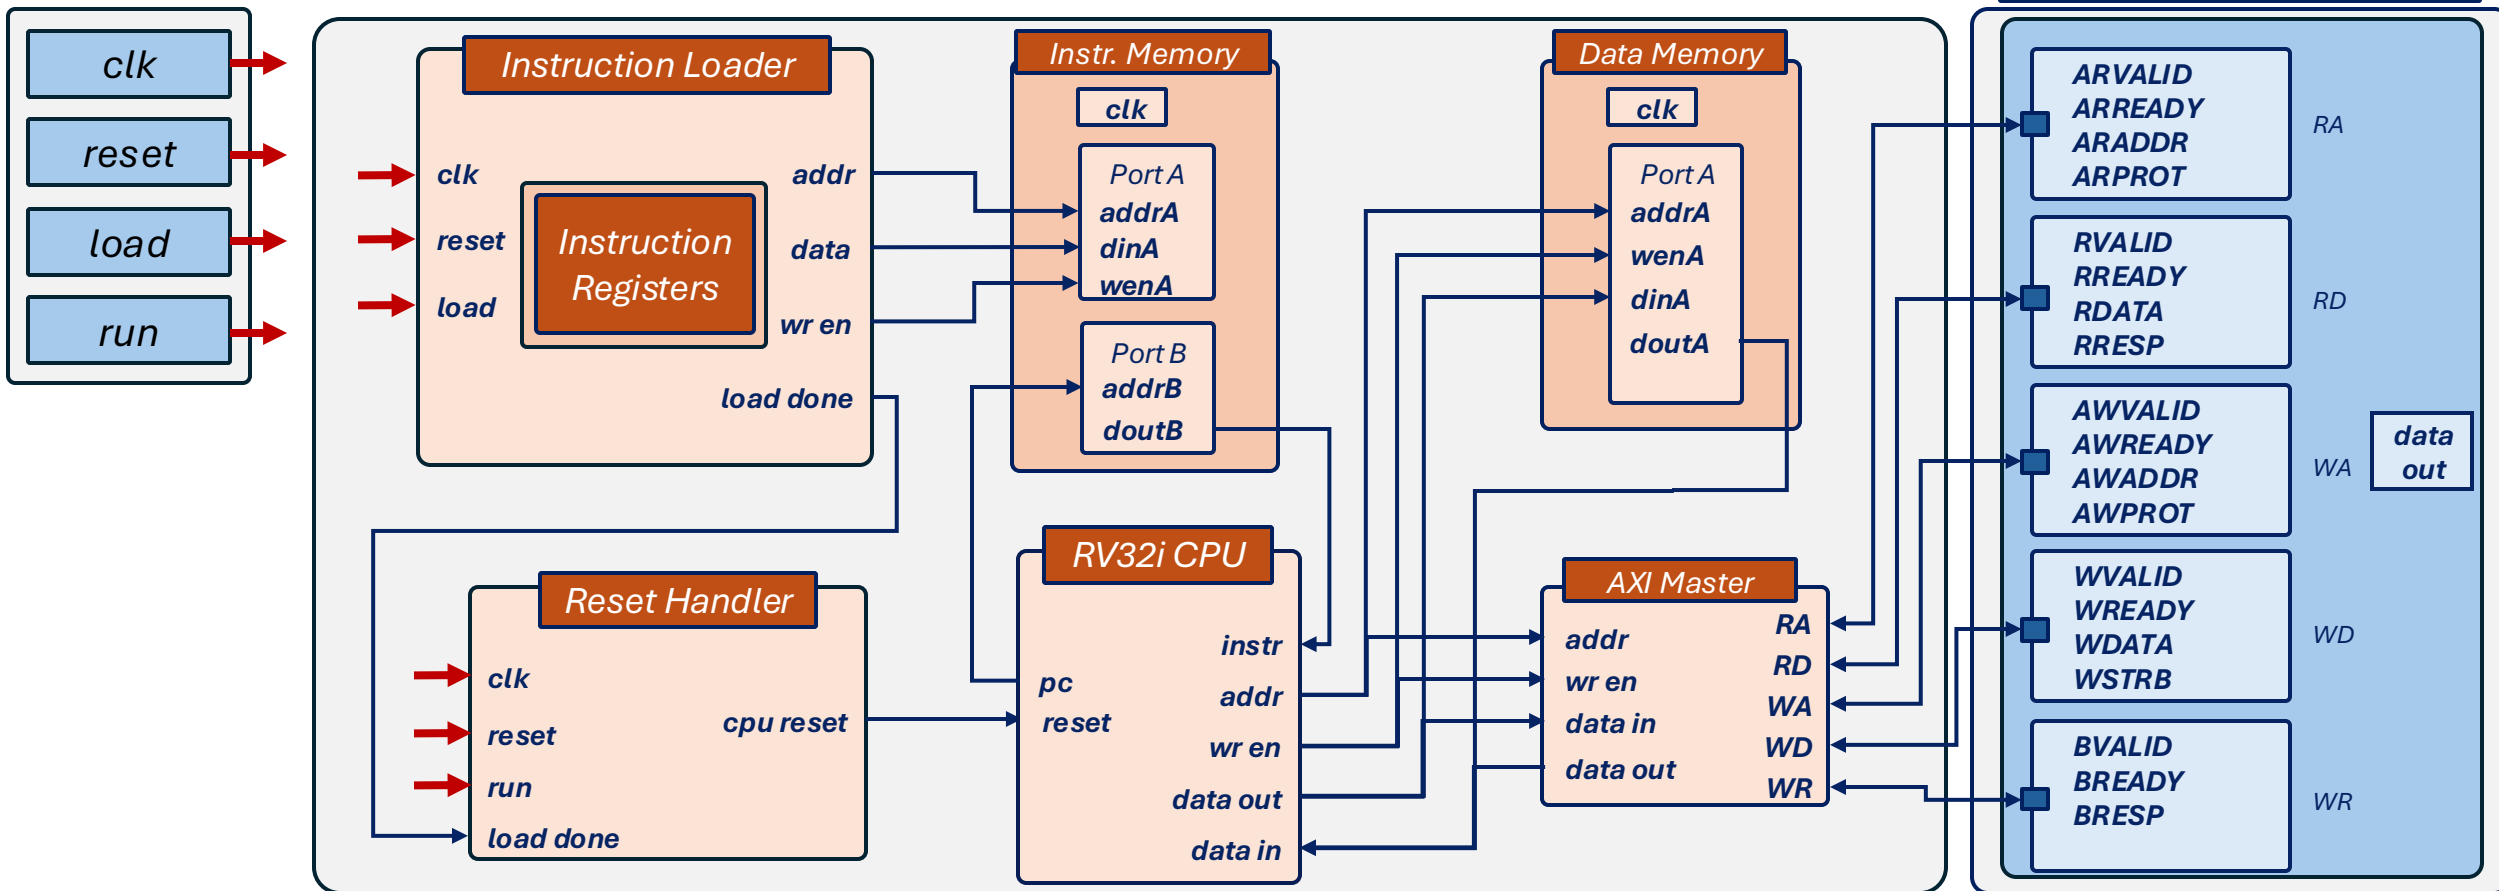 clk
reset
load
run
Instruction Loader
clk
reset
load
Instruction
Registers
addr
data
wr en
load done
Instr. Memory
clk
Port A
addrA
dinA
wenA
Port B
addrB
doutB
Data Memory
clk
Port A
addrA
wenA
dinA
doutA
Reset Handler
clk
reset
run
load done
cpu reset
RV32i CPU
pc
reset
instr
addr
wr en
data out
data in
AXI Master
addr
wr en
data in
data out
RA
RD
WA
WD
WR
ARVALID
ARREADY
ARADDR
ARPROT
RA
RVALID
RREADY
RDATA
RRESP
RD
AWVALID
AWREADY
AWADDR
AWPROT
WA
data
out
WVALID
WREADY
WDATA
WSTRB
WD
BVALID
BREADY
BRESP
WR